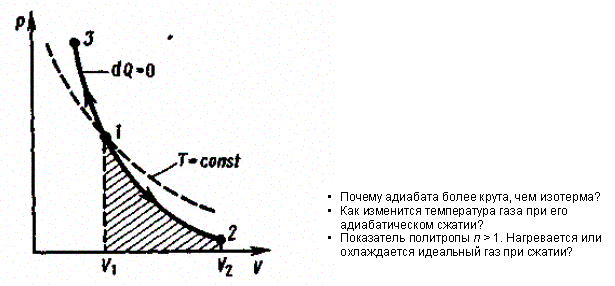 p
3
dQ=0
1
T=const
2
V₁
V₂
V
• Почему адиабата более крута, чем изотерма?
• Как изменится температура газа при его
адиабатическом сжатии?
• Показатель политропы n > 1. Нагревается или
охлаждается идеальный газ при сжатии?